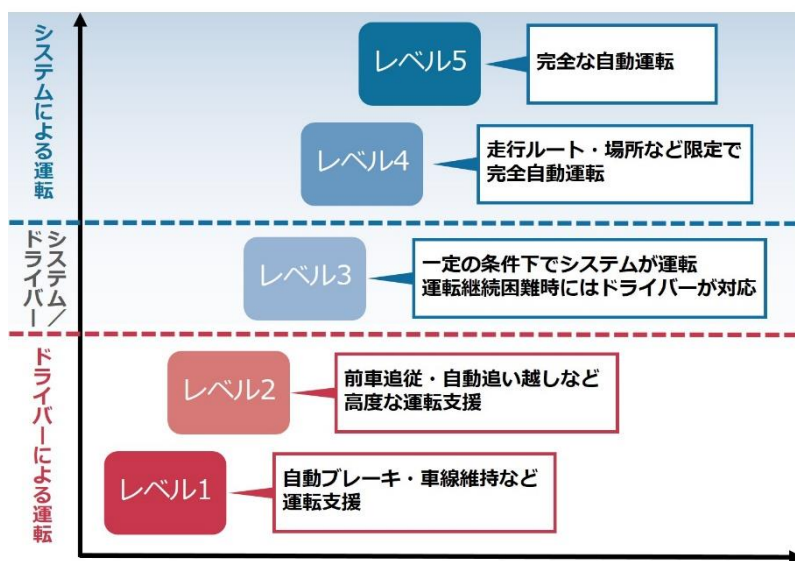 システムによる運転
レベル5
完全な自動運転
レベル4
走行ルート・場所など限定で
完全自動運転
システム／
ドライバー
レベル3
一定の条件下でシステムが運転
運転継続困難時にはドライバーが対応
ドライバーによる運転
レベル2
前車追従・自動追い越しなど
高度な運転支援
レベル1
自動ブレーキ・車線維持など
運転支援